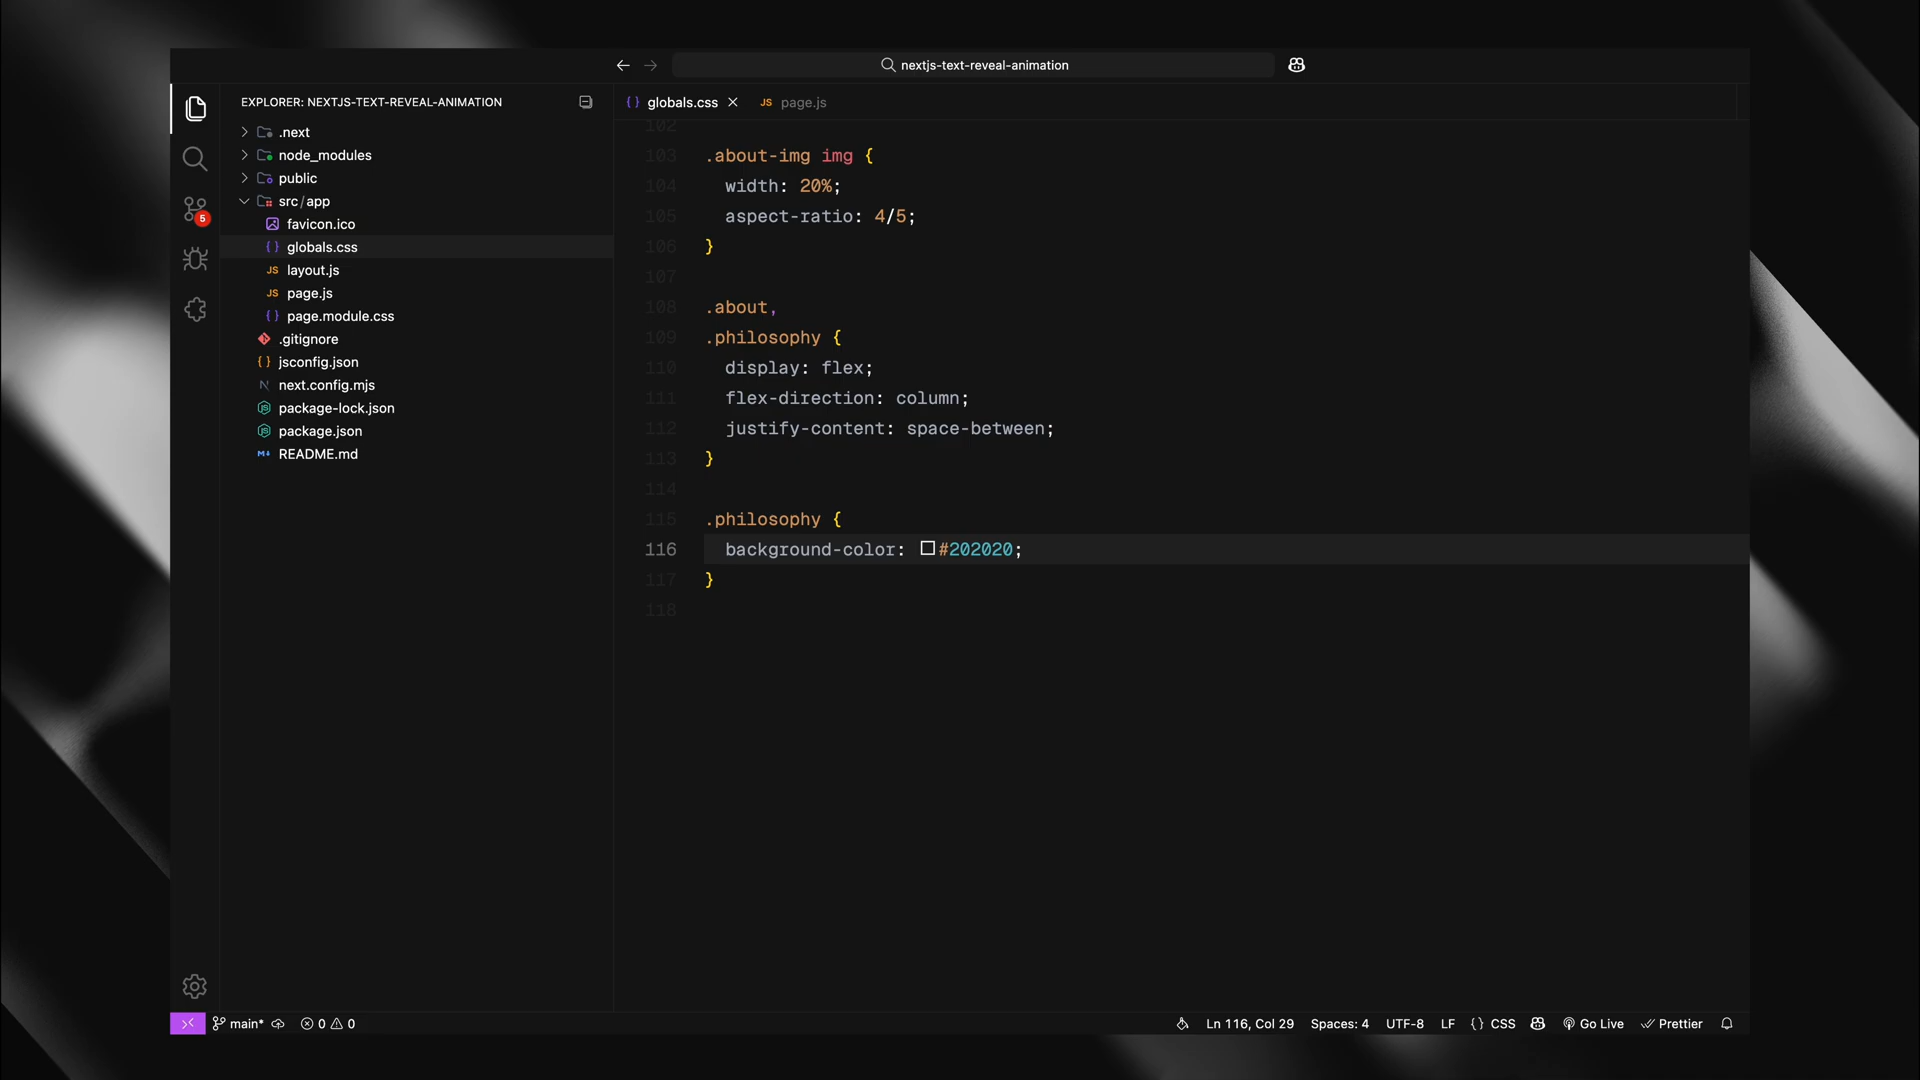 nextjs-text-reveal-animation
EXPLORER: NEXTJS-TEXT-REVEAL-ANIMATION
.next
node_modules
public
src/app
favicon.ico
globals.css
JS layout.js
JS page.js
page.module.css
.gitignore
jsconfig.json
next.config.mjs
package-lock.json
package.json
README.md
5
{ } globals.css
JS page.js
102
103 .about-img img {
104 width: 20%;
105 aspect-ratio: 4/5;
106 }
107
108 .about,
109 .philosophy {
110 display: flex;
111 flex-direction: column;
112 justify-content: space-between;
113 }
114
115 .philosophy {
116 background-color: #202020;
117 }
118
main* 0 0
Ln 116, Col 29 Spaces: 4 UTF-8 LF { } CSS Go Live Prettier